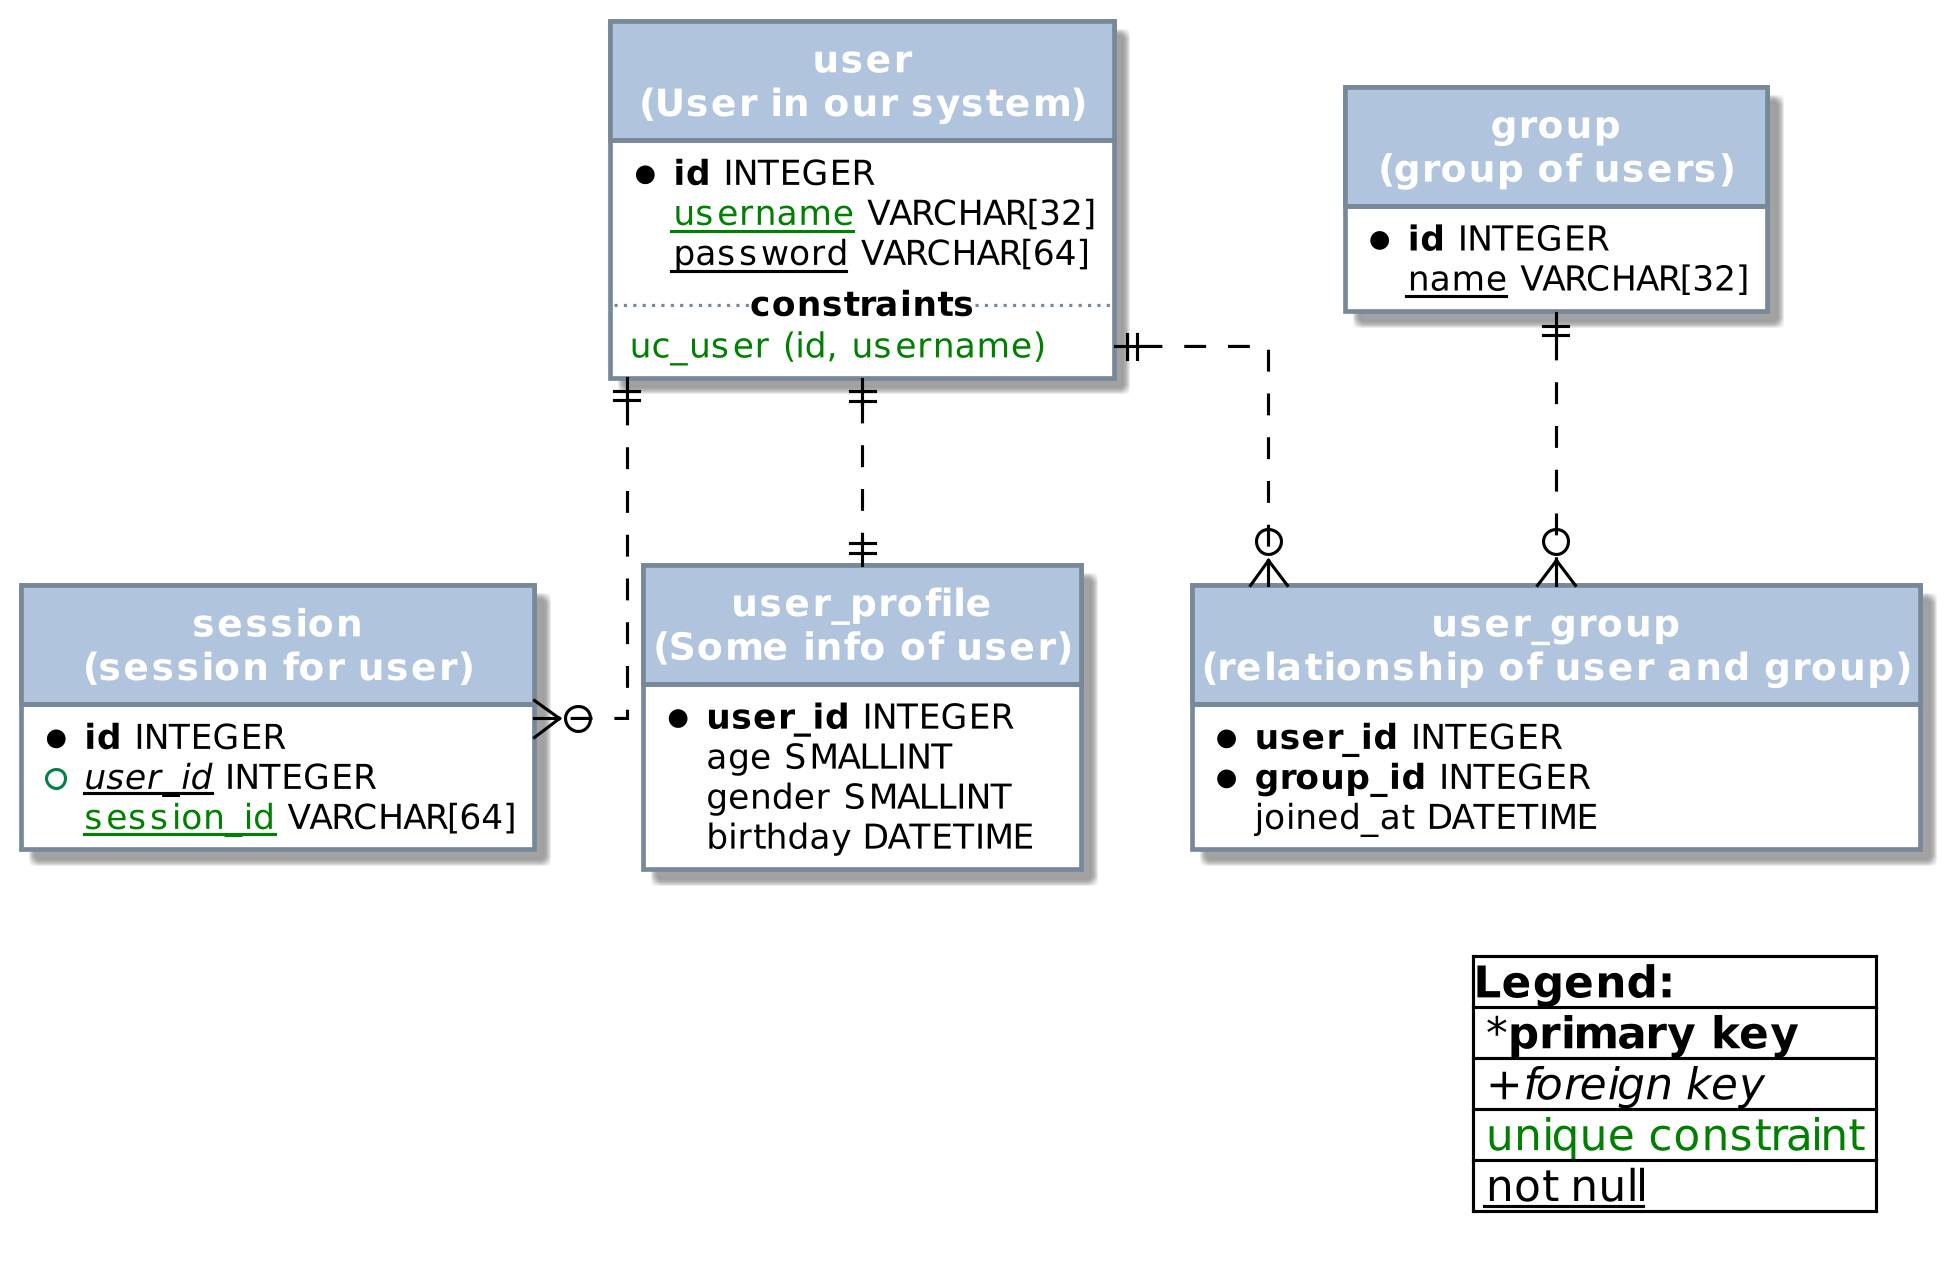 user
(User in our system)
id INTEGER
username VARCHAR[32]
password VARCHAR[64]
constraints
uc_user (id, username)
group
(group of users)
id INTEGER
name VARCHAR[32]
session
(session for user)
id INTEGER
user_id INTEGER
session_id VARCHAR[64]
user_profile
(Some info of user)
user_id INTEGER
age SMALLINT
gender SMALLINT
birthday DATETIME
user_group
(relationship of user and group)
user_id INTEGER
group_id INTEGER
joined_at DATETIME
Legend:
*primary key
+foreign key
unique constraint
not null